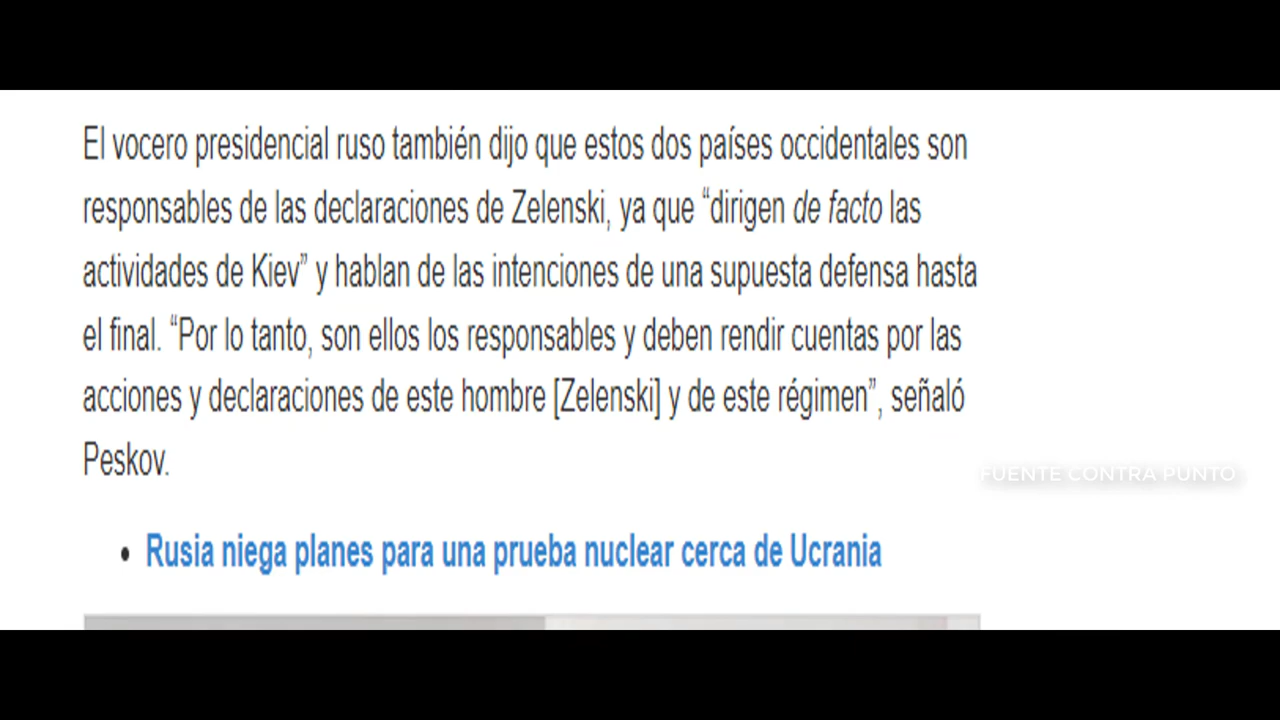 El vocero presidencial ruso también dijo que estos dos países occidentales son
responsables de las declaraciones de Zelenski, ya que “dirigen de facto las
actividades de Kiev” y hablan de las intenciones de una supuesta defensa hasta
el final. “Por lo tanto, son ellos los responsables y deben rendir cuentas por las
acciones y declaraciones de este hombre [Zelenski] y de este régimen”, señaló
Peskov.
FUENTE CONTRA PUNTO
• Rusia niega planes para una prueba nuclear cerca de Ucrania